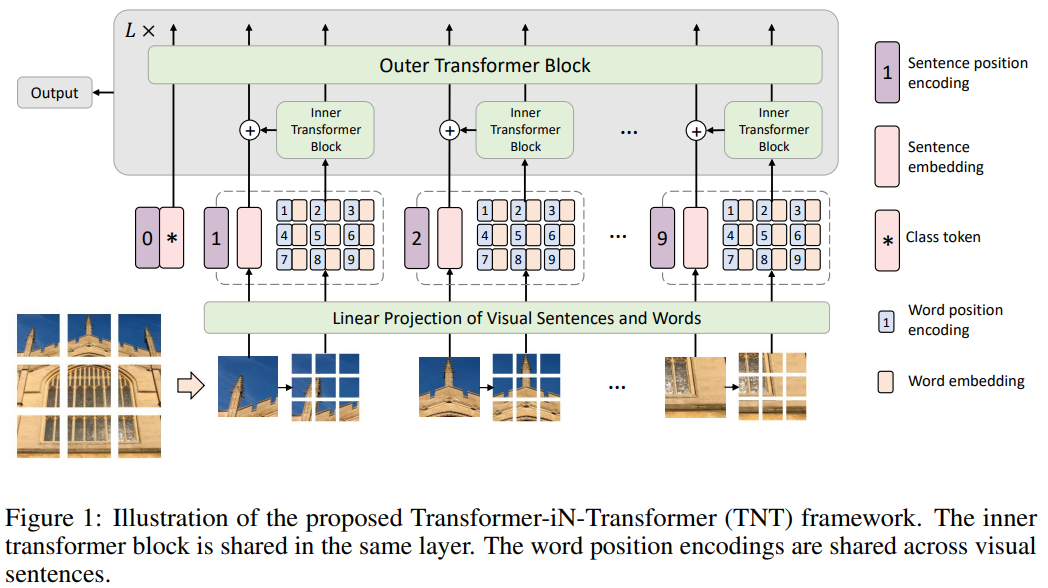 L ×
Outer Transformer Block
Output
Inner
Transformer
Block
Inner
Transformer
Block
...
Inner
Transformer
Block
+
+
+
0
*
1
1 2 3
4 5 6
7 8 9
2
1 2 3
4 5 6
7 8 9
...
9
1 2 3
4 5 6
7 8 9
Linear Projection of Visual Sentences and Words
...
1
Sentence position
encoding
Sentence
embedding
*
Class token
1
Word position
encoding
Word embedding
Figure 1: Illustration of the proposed Transformer-iN-Transformer (TNT) framework. The inner
transformer block is shared in the same layer. The word position encodings are shared across visual
sentences.